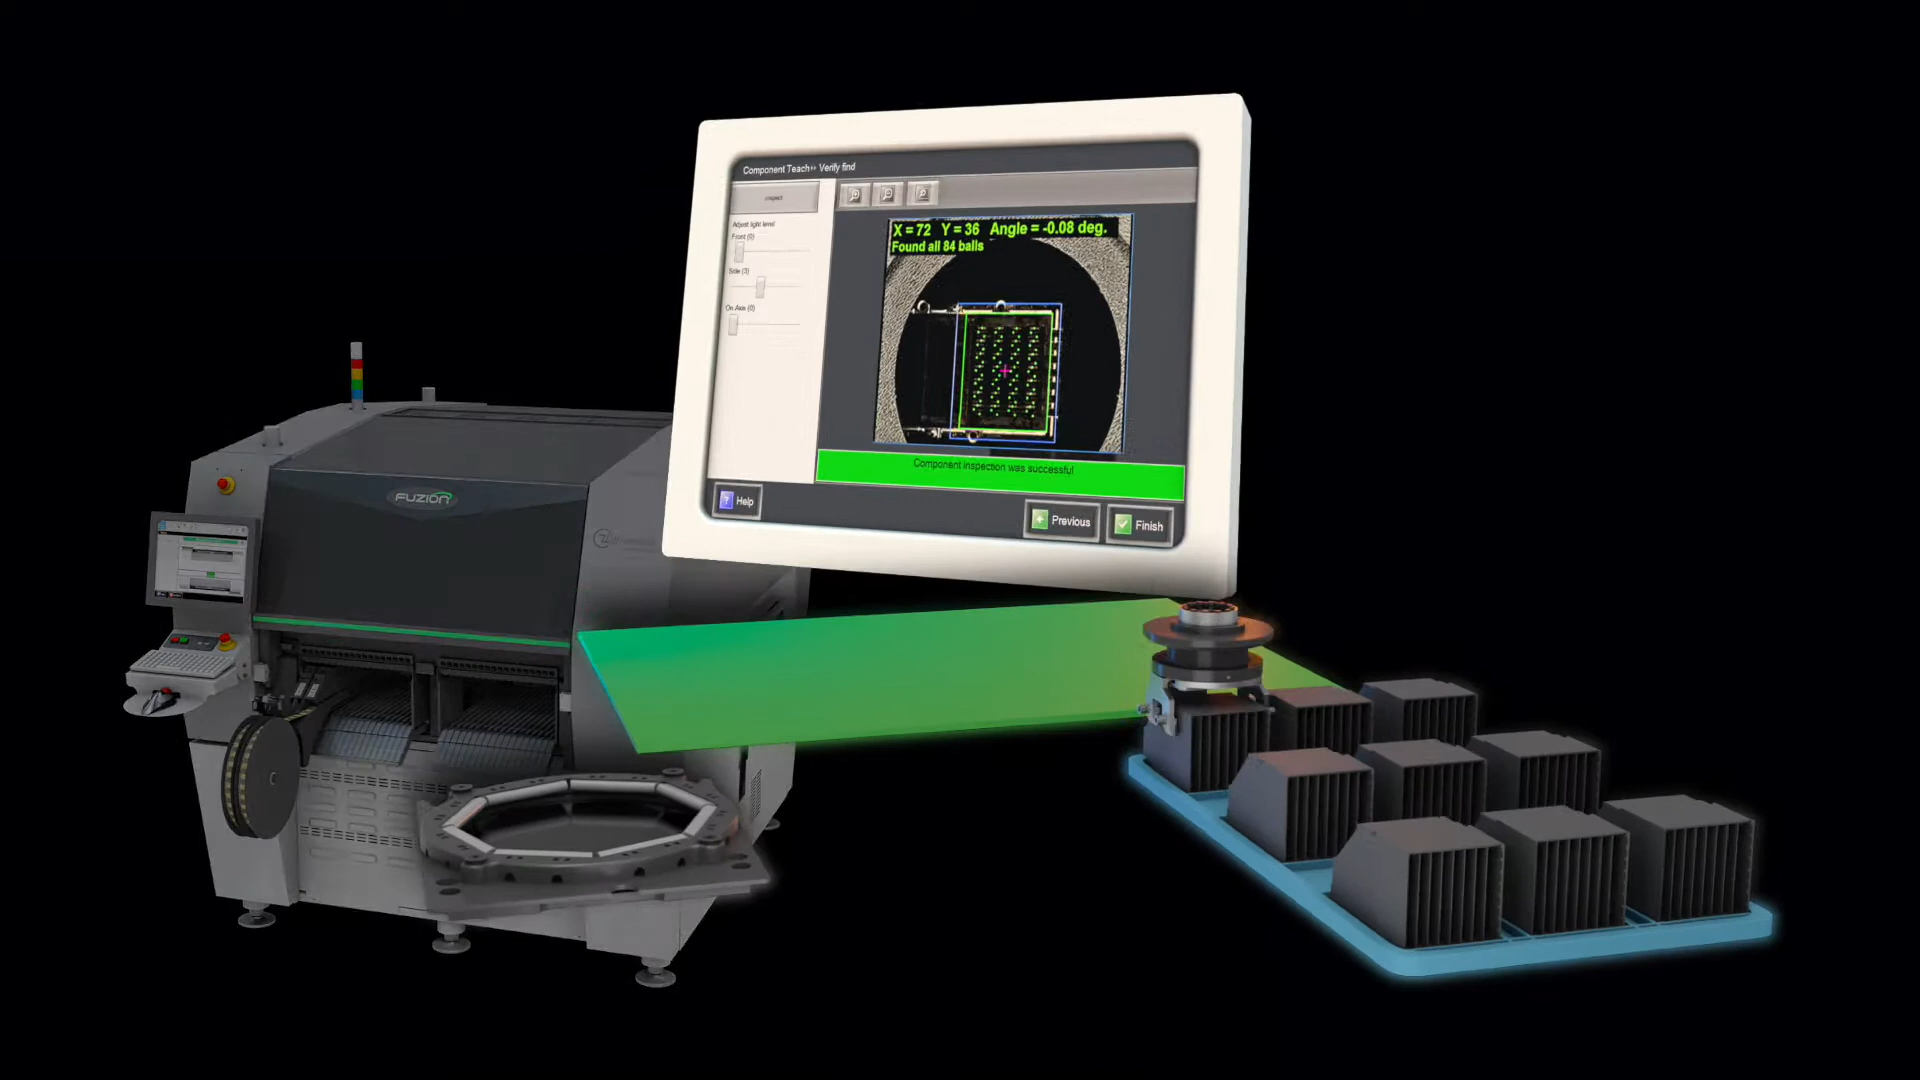 Component Teach++ Verify find
Inspect
Adjust light level
Front (0)
Side (3)
On Axis (0)
X = 72 Y = 36 Angle = -0.08 deg.
Found all 84 balls
Component inspection was successful
Help
Previous
Finish
FUZION